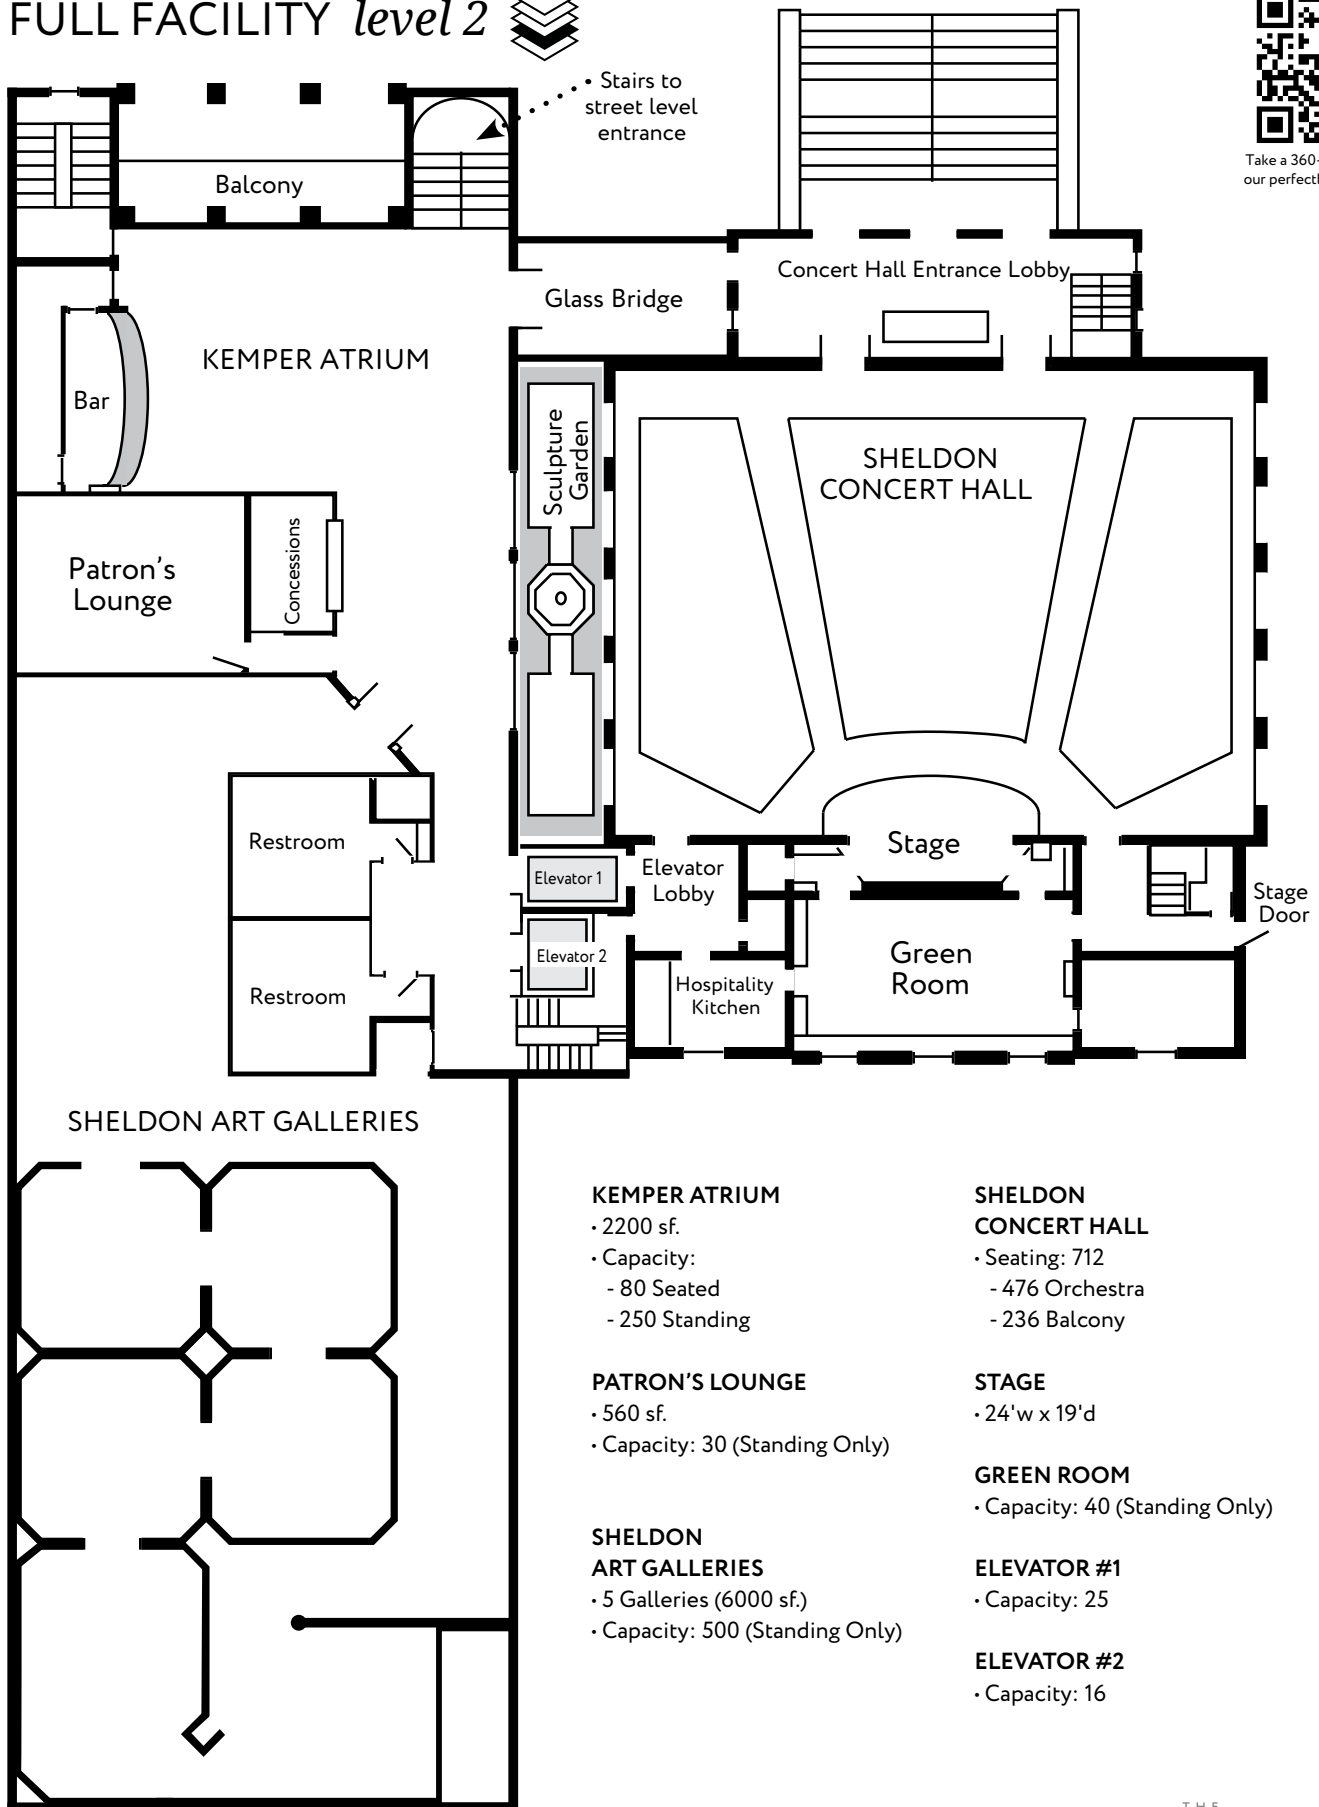 FULL FACILITY level 2
• Stairs to
street level
entrance
Take a 360-
our perfectl
Balcony
Concert Hall Entrance Lobby
Glass Bridge
KEMPER ATRIUM
Bar
Sculpture
Garden
SHELDON
CONCERT HALL
Patron's
Lounge
Concessions
Restroom
Stage
Elevator 1
Elevator
Lobby
Stage
Door
Elevator 2
Green
Room
Restroom
Hospitality
Kitchen
SHELDON ART GALLERIES
KEMPER ATRIUM
• 2200 sf.
• Capacity:
- 80 Seated
- 250 Standing
PATRON'S LOUNGE
• 560 sf.
• Capacity: 30 (Standing Only)
SHELDON
ART GALLERIES
• 5 Galleries (6000 sf.)
• Capacity: 500 (Standing Only)
SHELDON
CONCERT HALL
• Seating: 712
- 476 Orchestra
- 236 Balcony
STAGE
• 24'w x 19'd
GREEN ROOM
• Capacity: 40 (Standing Only)
ELEVATOR #1
• Capacity: 25
ELEVATOR #2
• Capacity: 16
THE